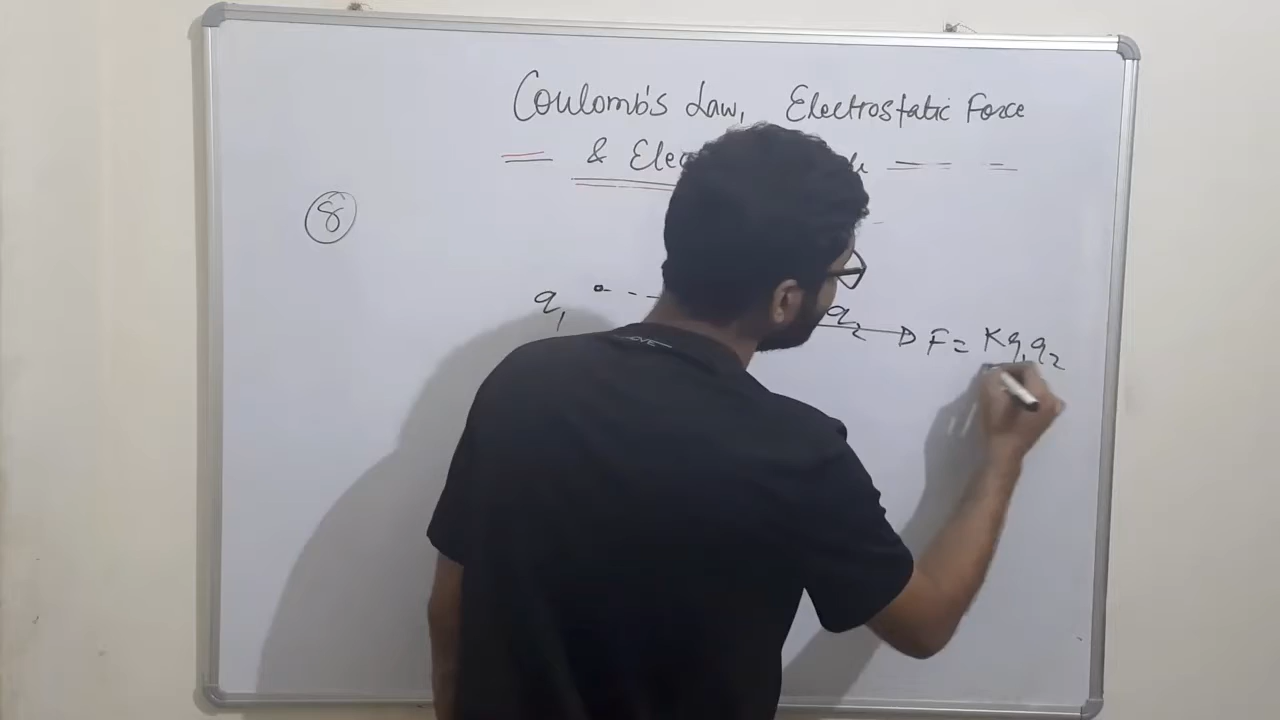 Coulomb's Law, Electrostatic Force
& Elec
8
q1
q2
F = Kq1q2